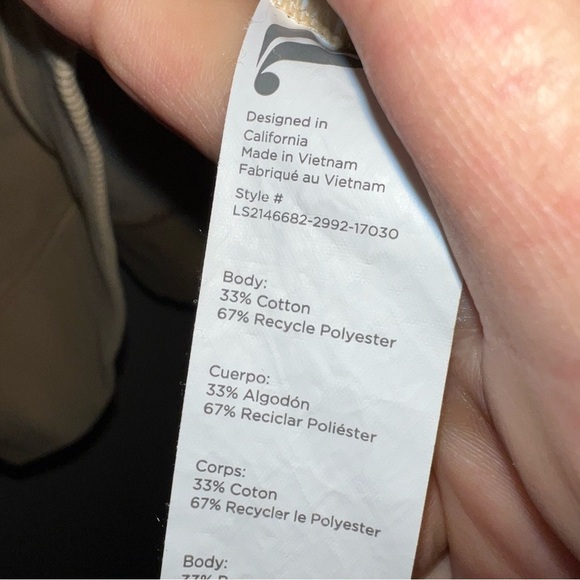 Designed in
California
Made in Vietnam
Fabriqué au Vietnam
Style #
LS2146682-2992-17030
Body:
33% Cotton
67% Recycle Polyester
Cuerpo:
33% Algodón
67% Reciclar Poliéster
Corps:
33% Coton
67% Recycler le Polyester
Body: